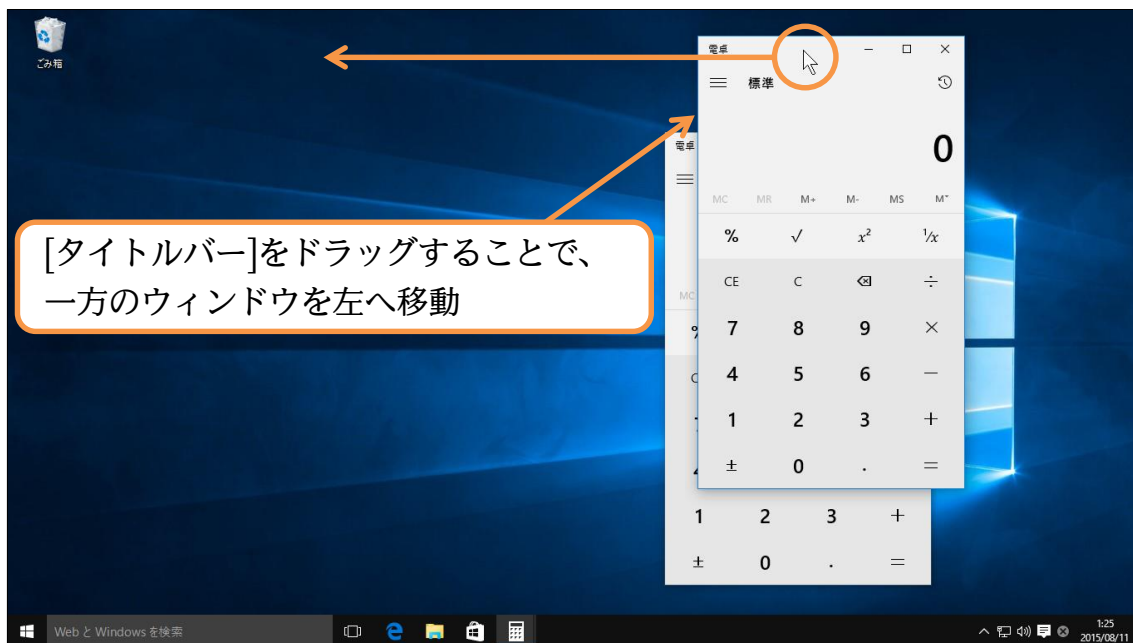 ごみ箱
電卓
標準
0
MC MR M+ M- MS M˅
% √ x² ¹/x
CE C ÷
7 8 9 ×
4 5 6 −
1 2 3 +
± 0 . =
電卓
MC
1 2 3 +
± 0 . =
[タイトルバー]をドラッグすることで、
一方のウィンドウを左へ移動
Web と Windows を検索
1:25
2015/08/11